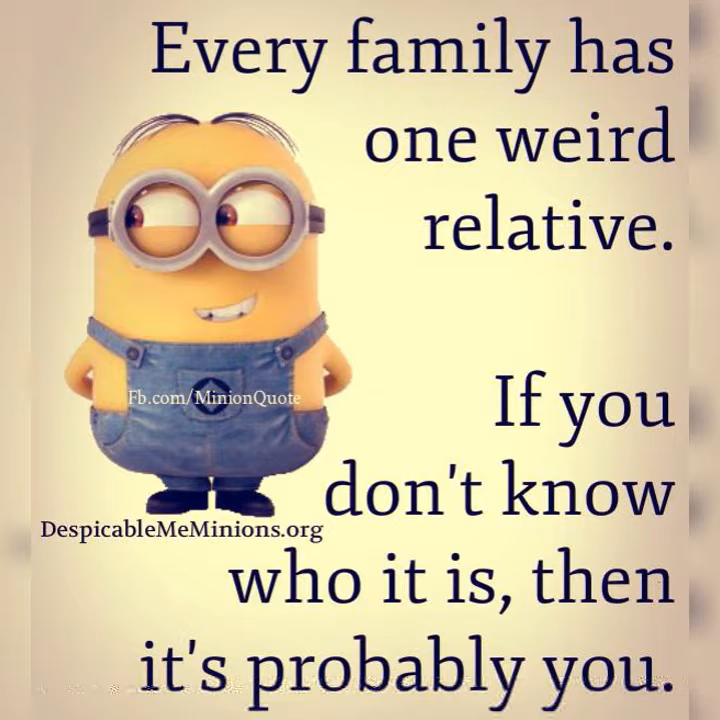 Every family has
one weird
relative.
If you
don't know
who it is, then
it's probably you.
Fb.com/MinionQuote
DespicableMeMinions.org